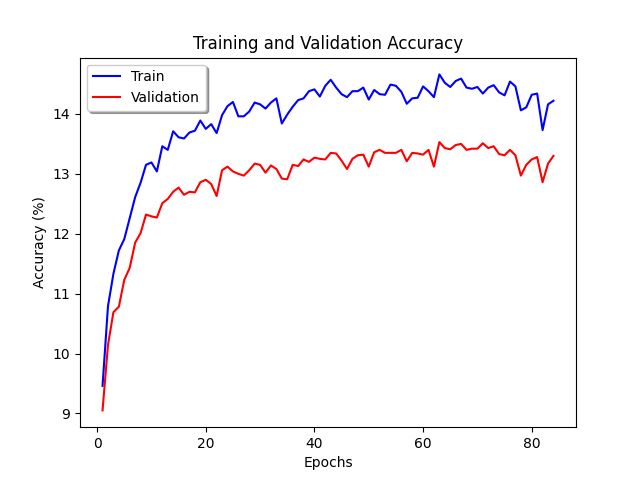 Training and Validation Accuracy
Train
Validation
Accuracy (%)
14
13
12
11
10
9
0 20 40 60 80
Epochs